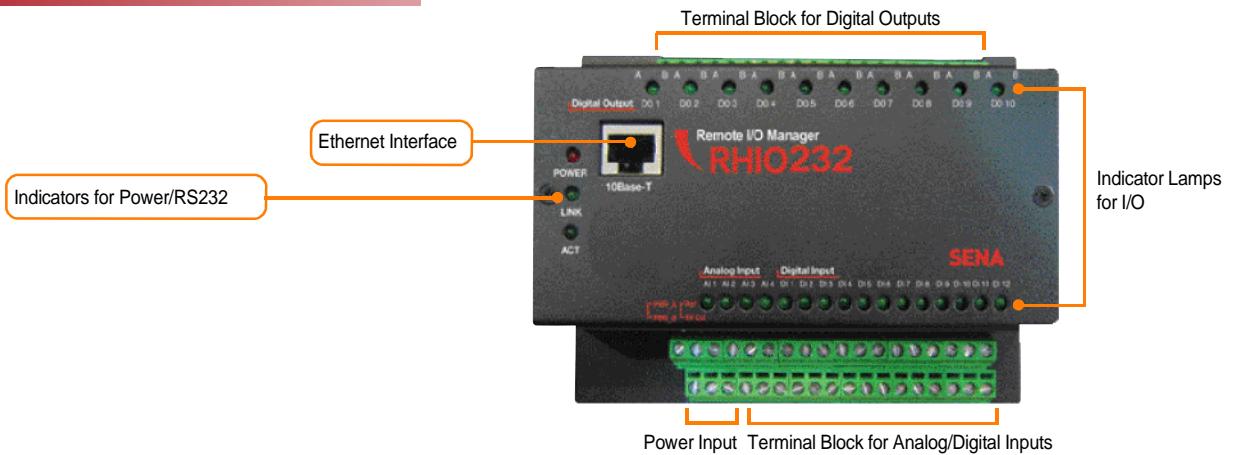 Terminal Block for Digital Outputs
A B A B A B A B A B A B A B A B A B A B
Digital Output DO 1 DO 2 DO 3 DO 4 DO 5 DO 6 DO 7 DO 8 DO 9 DO 10
Ethernet Interface
Remote I/O Manager
RHIO232
POWER
10Base-T
Indicators for Power/RS232
LINK
ACT
Indicator Lamps
for I/O
SENA
Analog Input Digital Input
AI 1 AI 2 AI 3 AI 4 DI 1 DI 2 DI 3 DI 4 DI 5 DI 6 DI 7 DI 8 DI 9 DI 10 DI 11 DI 12
Power Input Terminal Block for Analog/Digital Inputs